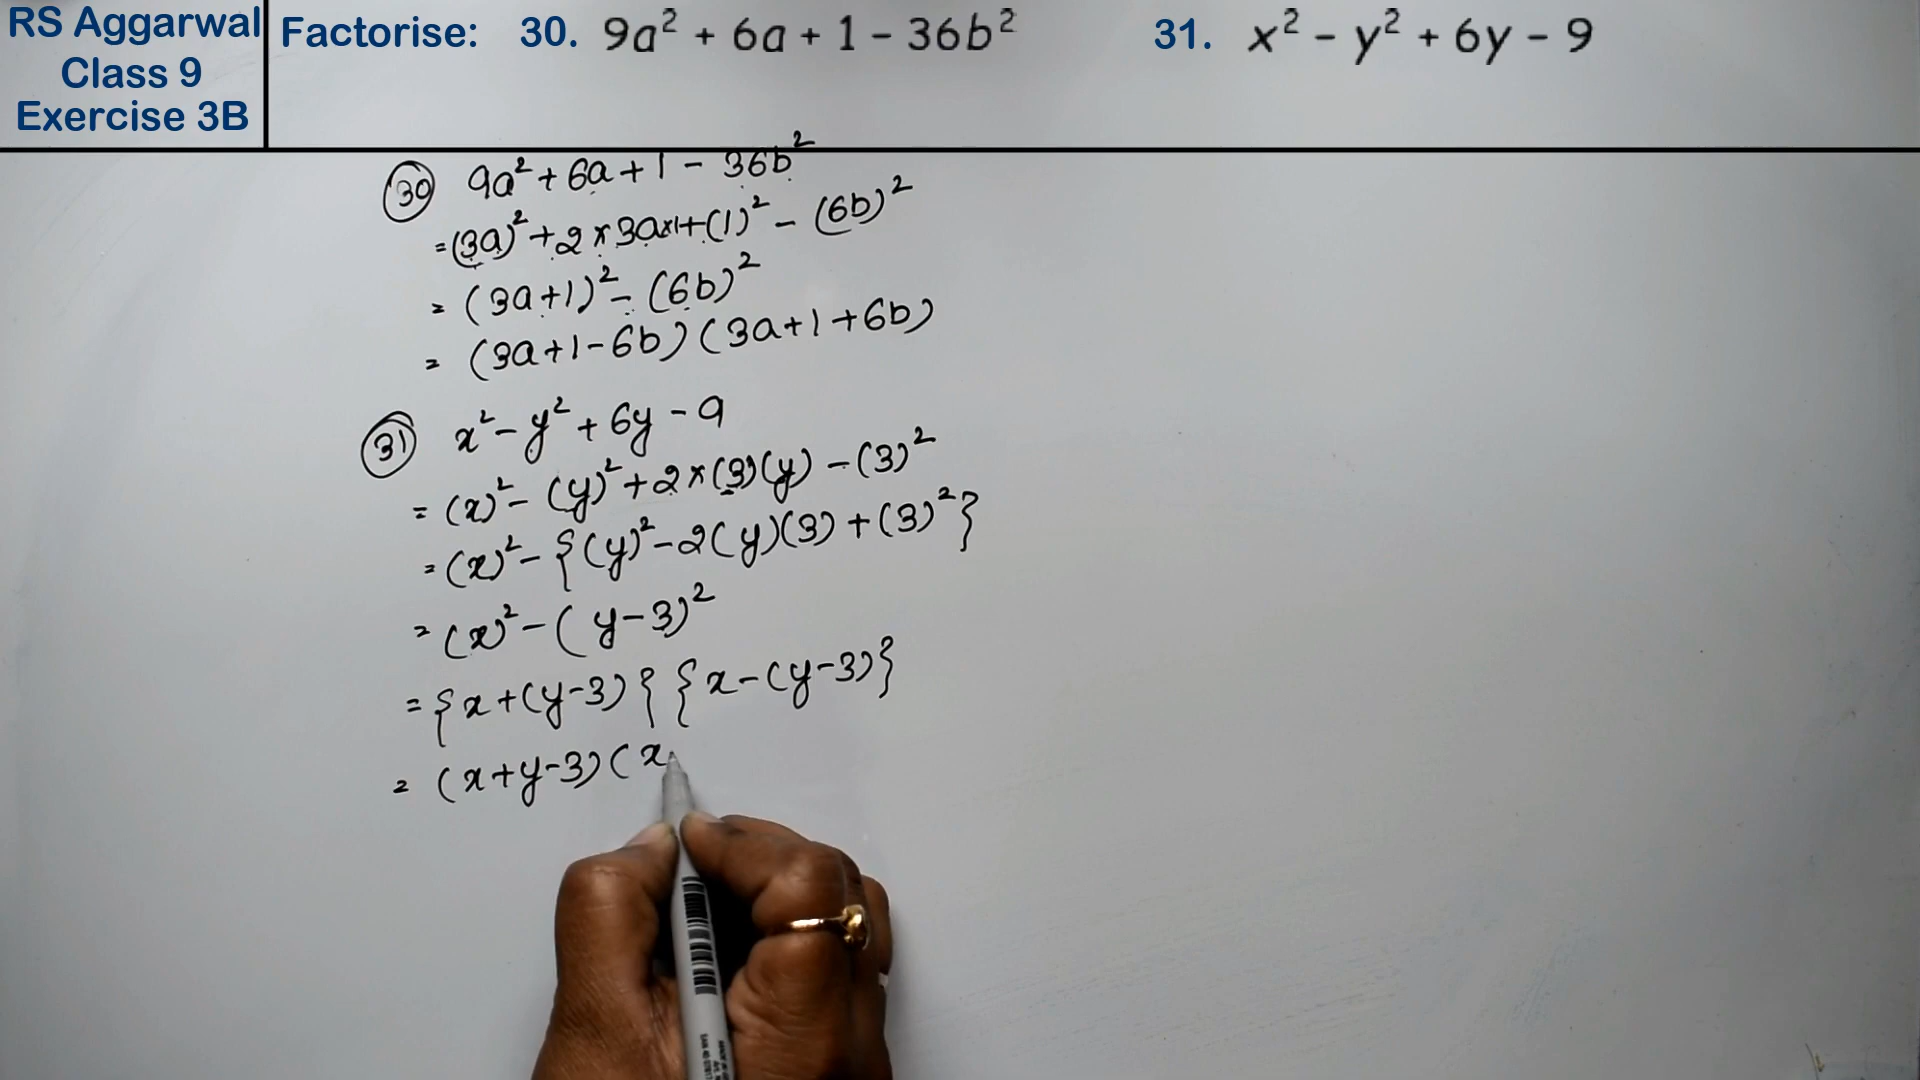 RS Aggarwal
Class 9
Exercise 3B
Factorise: 30. 9a² + 6a + 1 - 36b² 31. x² - y² + 6y - 9
30 9a² + 6a + 1 - 36b²
= (3a)² + 2 × 3a×1 + (1)² - (6b)²
= (3a+1)² - (6b)²
= (3a+1-6b) (3a+1+6b)
31 x² - y² + 6y - 9
= (x)² - (y)² + 2 × (3)(y) - (3)²
= (x)² - {(y)² - 2(y)(3) + (3)²}
= (x)² - (y-3)²
= {x+(y-3){ {x-(y-3)}
= (x+y-3) (x